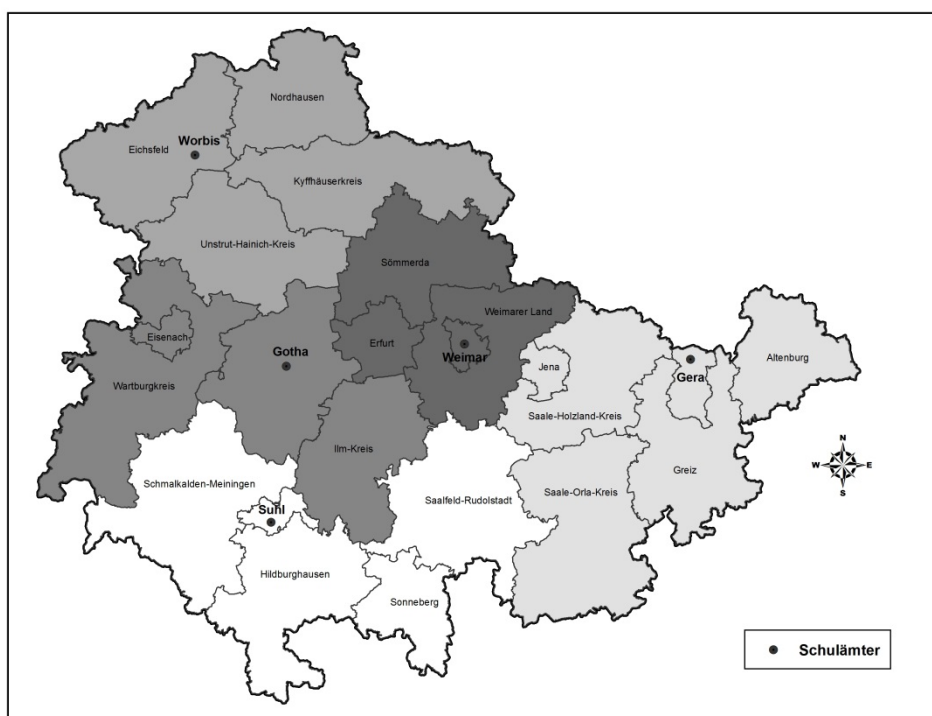 Nordhausen
Worbis
Eichsfeld
Kyffhäuserkreis
Unstrut-Hainich-Kreis
Sömmerda
Weimarer Land
Eisenach
Erfurt
Gotha
Weimar
Wartburgkreis
Jena
Gera
Altenburg
Saale-Holzland-Kreis
Ilm-Kreis
N
W
E
S
Greiz
Schmalkalden-Meiningen
Saalfeld-Rudolstadt
Saale-Orla-Kreis
Suhl
Hildburghausen
Sonneberg
Schulämter